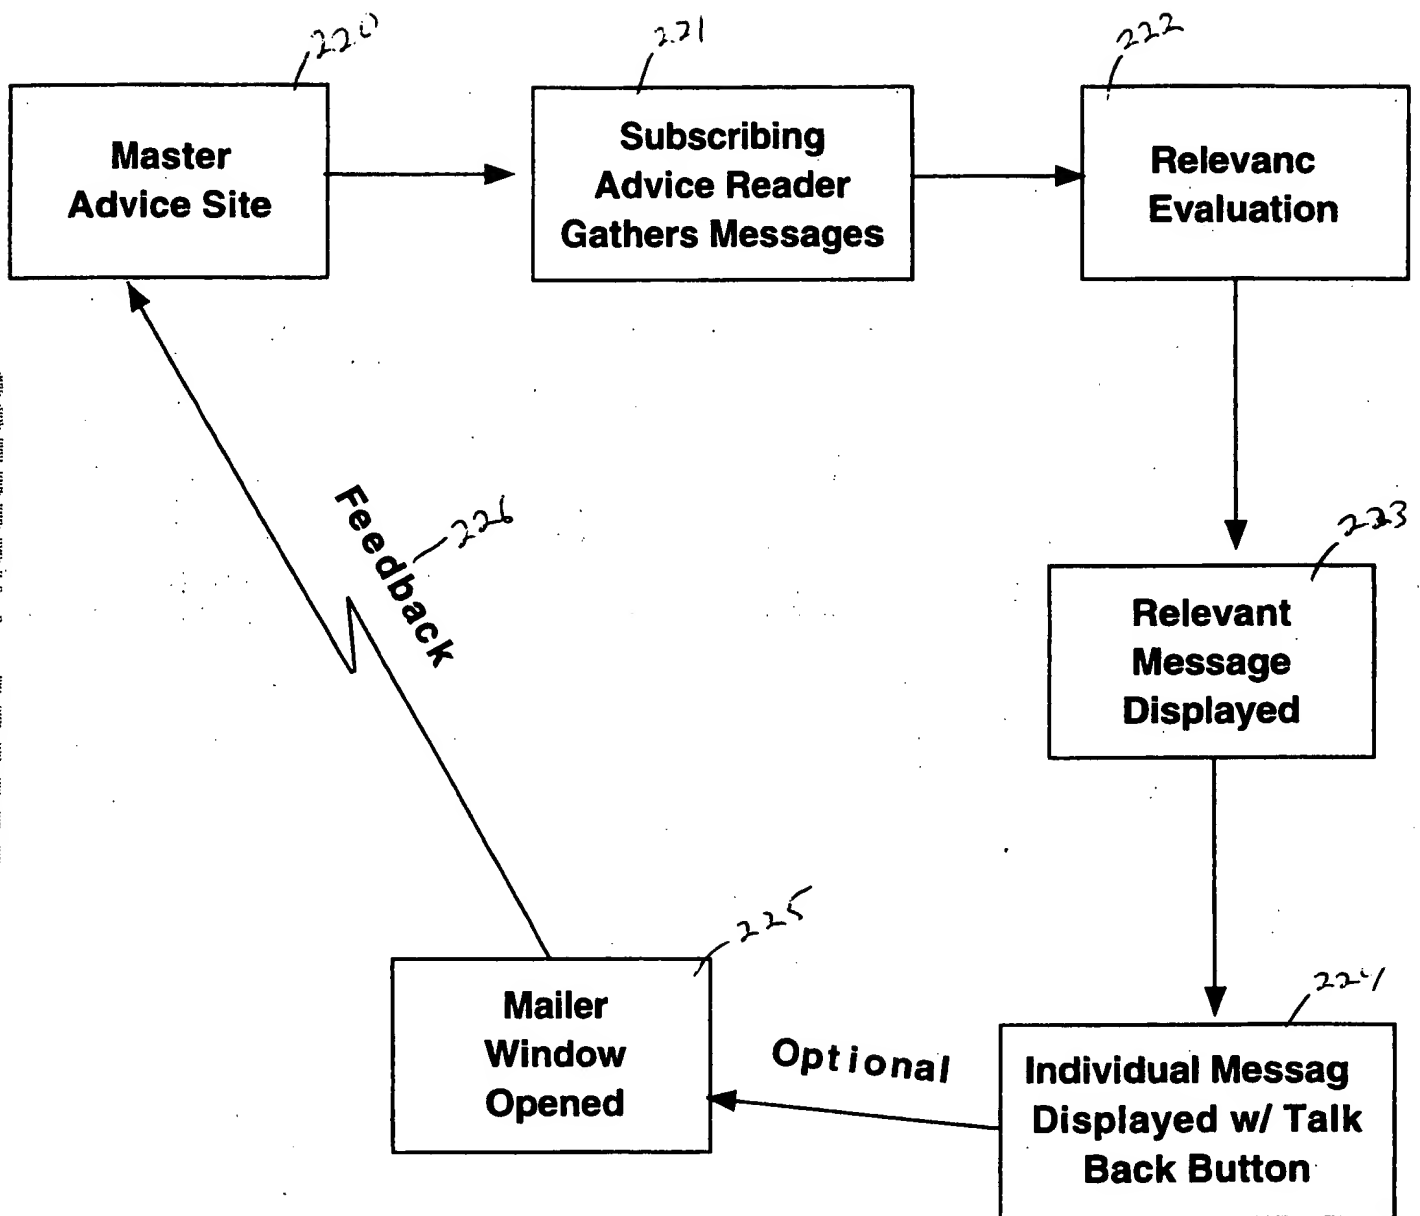 220
221
222
Master
Advice Site
Subscribing
Advice Reader
Gathers Messages
Relevanc
Evaluation
Feedback
226
223
Relevant
Message
Displayed
225
Mailer
Window
Opened
Optional
224
Individual Messag
Displayed w/ Talk
Back Button